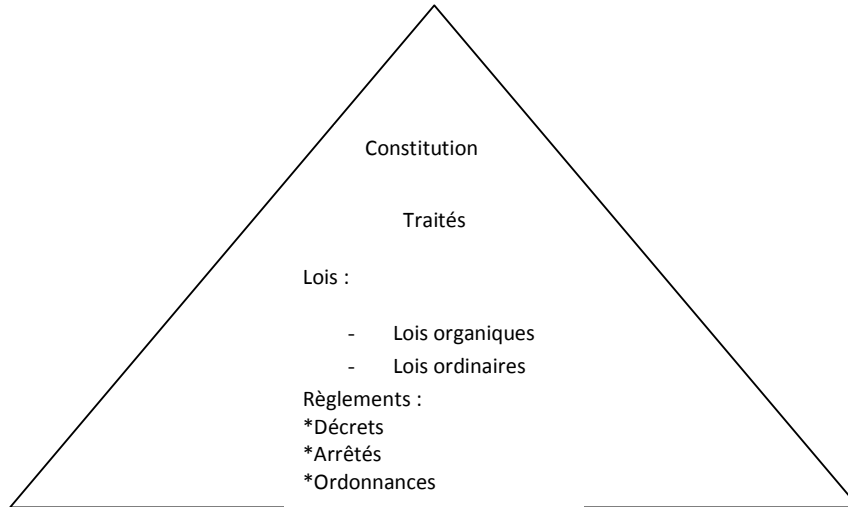 Constitution
Traités
Lois :
- Lois organiques
- Lois ordinaires
Règlements :
*Décrets
*Arrêtés
*Ordonnances